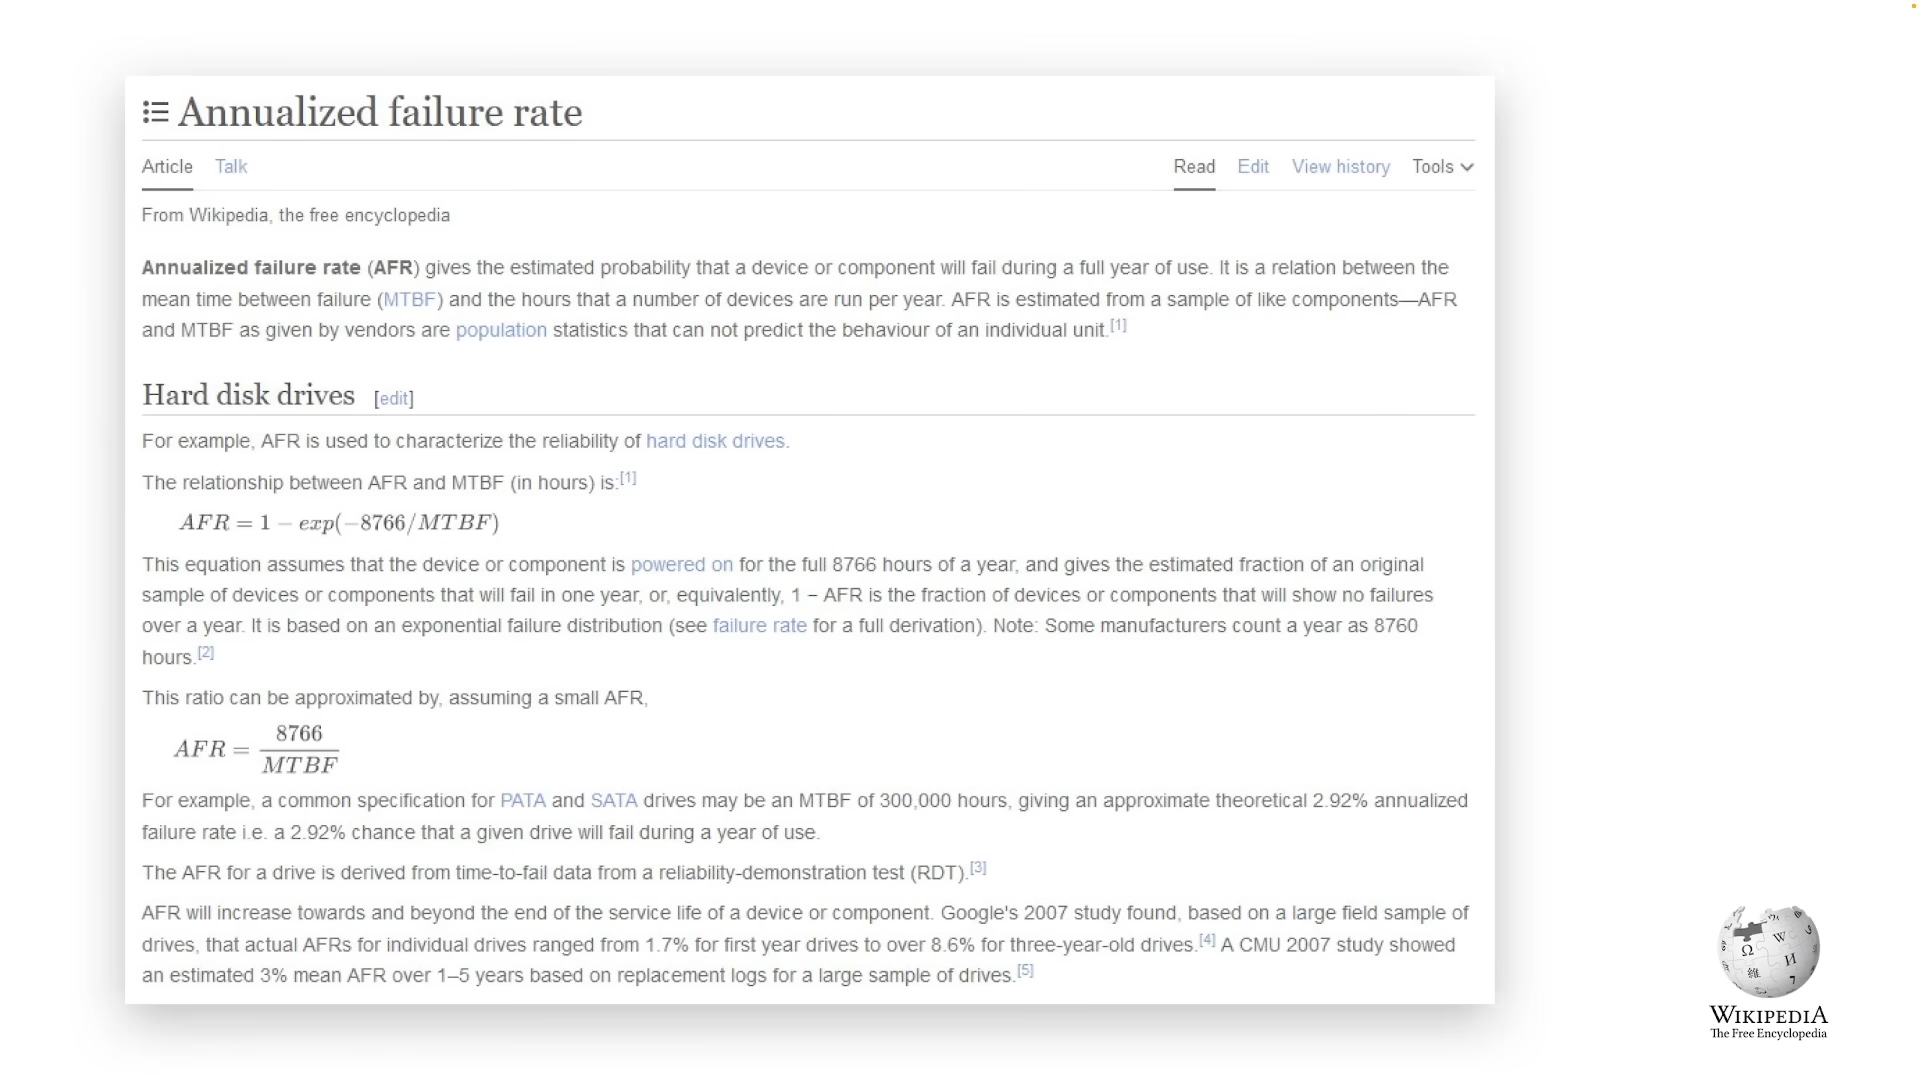 Annualized failure rate
Article Talk Read Edit View history Tools
From Wikipedia, the free encyclopedia
Annualized failure rate (AFR) gives the estimated probability that a device or component will fail during a full year of use. It is a relation between the
mean time between failure (MTBF) and the hours that a number of devices are run per year. AFR is estimated from a sample of like components—AFR
and MTBF as given by vendors are population statistics that can not predict the behaviour of an individual unit.[1]
Hard disk drives [edit]
For example, AFR is used to characterize the reliability of hard disk drives.
The relationship between AFR and MTBF (in hours) is:[1]
AFR = 1 − exp(−8766/MTBF)
This equation assumes that the device or component is powered on for the full 8766 hours of a year, and gives the estimated fraction of an original
sample of devices or components that will fail in one year, or, equivalently, 1 − AFR is the fraction of devices or components that will show no failures
over a year. It is based on an exponential failure distribution (see failure rate for a full derivation). Note: Some manufacturers count a year as 8760
hours.[2]
This ratio can be approximated by, assuming a small AFR,
AFR = 8766/MTBF
For example, a common specification for PATA and SATA drives may be an MTBF of 300,000 hours, giving an approximate theoretical 2.92% annualized
failure rate i.e. a 2.92% chance that a given drive will fail during a year of use.
The AFR for a drive is derived from time-to-fail data from a reliability-demonstration test (RDT).[3]
AFR will increase towards and beyond the end of the service life of a device or component. Google's 2007 study found, based on a large field sample of
drives, that actual AFRs for individual drives ranged from 1.7% for first year drives to over 8.6% for three-year-old drives.[4] A CMU 2007 study showed
an estimated 3% mean AFR over 1–5 years based on replacement logs for a large sample of drives.[5]
Ω W И 維 7
WIKIPEDIA
The Free Encyclopedia